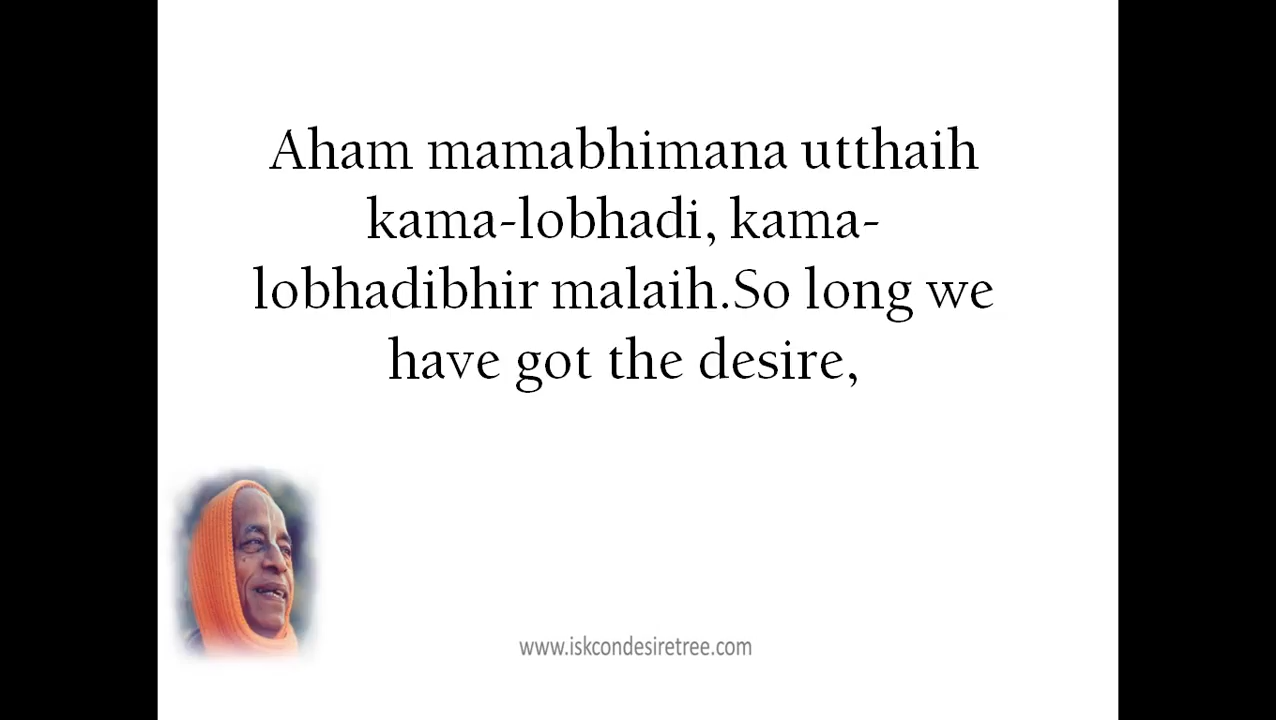 Aham mamabhimana utthaih
kama-lobhadi, kama-
lobhadibhir malaih.So long we
have got the desire,
www.iskcondesiretree.com